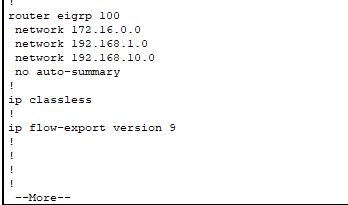 !
router eigrp 100
 network 172.16.0.0
 network 192.168.1.0
 network 192.168.10.0
 no auto-summary
!
ip classless
!
ip flow-export version 9
!
!
!
!
 --More--